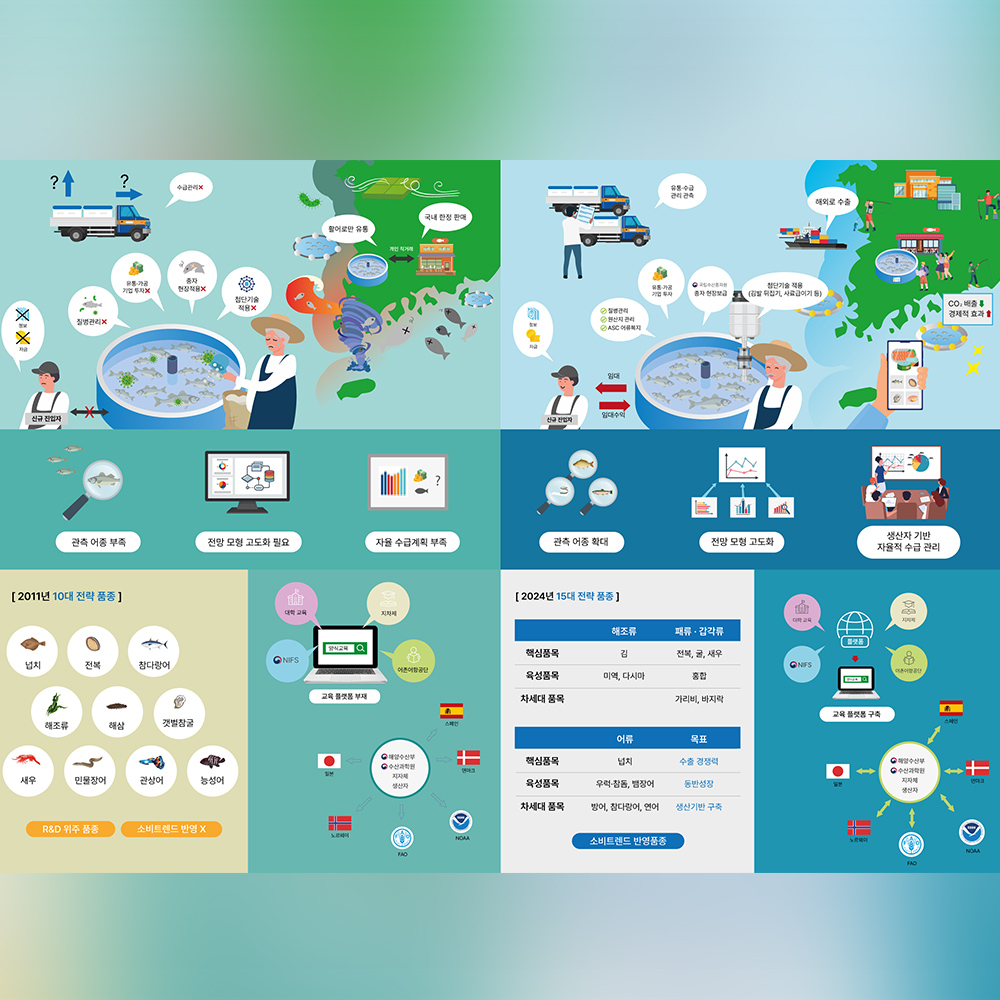 ?
?
수급관리
국내 한정 판매
활어로만 유통
개인 직거래
유통·가공
기업 투자
종자
현장적용
첨단기술
적용
질병관리
정보
자금
신규 진입자
유통·수급
관리 관측
해외로 수출
유통·가공
기업 투자
국립수산과학원
종자 현장보급
첨단기술 적용
(김발 뒤집기, 사료급이기 등)
질병관리
원산지 관리
ASC 어류복지
CO₂ 배출
경제적 효과
정보
자금
임대
임대수익
신규 진입자
?
관측 어종 부족
전망 모형 고도화 필요
자율 수급계획 부족
관측 어종 확대
전망 모형 고도화
생산자 기반
자율적 수급 관리
[ 2011년 10대 전략 품종 ]
넙치
전복
참다랑어
해조류
해삼
갯벌참굴
새우
민물장어
관상어
능성어
R&D 위주 품종
소비트렌드 반영 X
대학 교육
지자체
NIFS
양식교육
어촌어항공단
교육 플랫폼 부재
스페인
일본
해양수산부
수산과학원
지자체
생산자
덴마크
노르웨이
FAO
NOAA
[ 2024년 15대 전략 품종 ]
해조류 패류·갑각류
핵심품목 김 전복, 굴, 새우
육성품목 미역, 다시마 홍합
차세대 품목 가리비, 바지락
어류 목표
핵심품목 넙치 수출 경쟁력
육성품목 우럭·참돔, 뱀장어 동반성장
차세대 품목 방어, 참다랑어, 연어 생산기반 구축
소비트렌드 반영품종
대학 교육
플랫폼
지자체
NIFS
어촌어항공단
교육 플랫폼 구축
스페인
일본
해양수산부
수산과학원
지자체
생산자
덴마크
노르웨이
FAO
NOAA